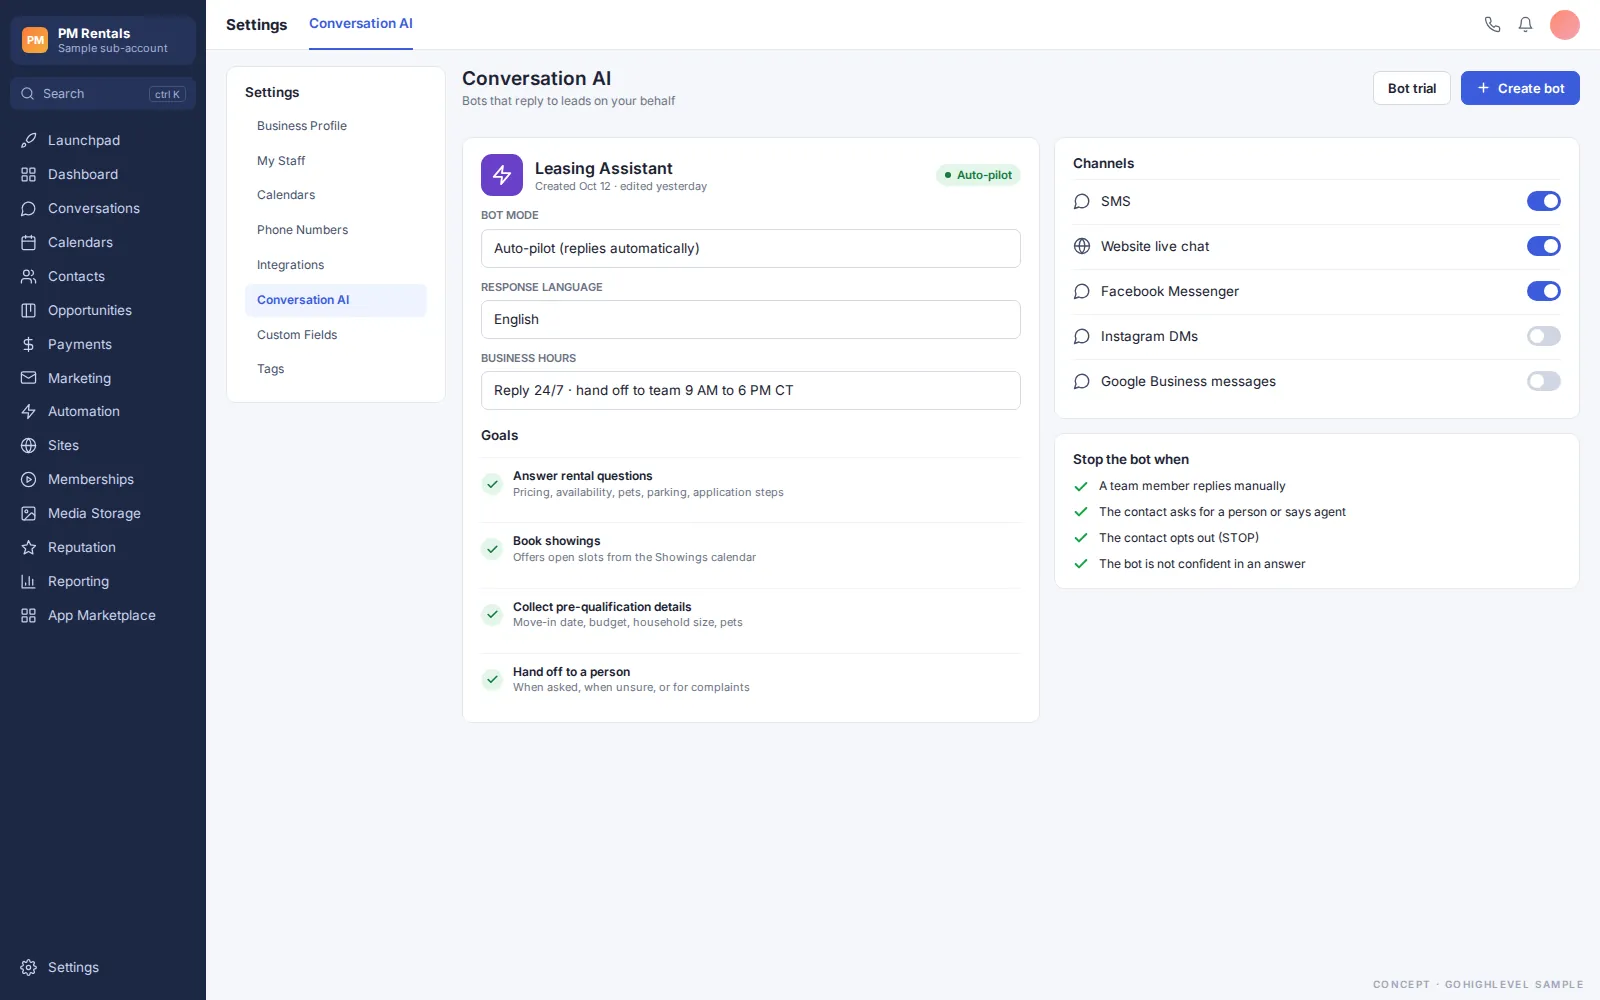 PM
PM Rentals
Sample sub-account
Search
ctrl K
Launchpad
Dashboard
Conversations
Calendars
Contacts
Opportunities
Payments
Marketing
Automation
Sites
Memberships
Media Storage
Reputation
Reporting
App Marketplace
Settings
Settings
Conversation AI
Settings
Business Profile
My Staff
Calendars
Phone Numbers
Integrations
Conversation AI
Custom Fields
Tags
Conversation AI
Bots that reply to leads on your behalf
Bot trial
Create bot
Leasing Assistant
Created Oct 12 · edited yesterday
Auto-pilot
BOT MODE
Auto-pilot (replies automatically)
RESPONSE LANGUAGE
English
BUSINESS HOURS
Reply 24/7 · hand off to team 9 AM to 6 PM CT
Goals
Answer rental questions
Pricing, availability, pets, parking, application steps
Book showings
Offers open slots from the Showings calendar
Collect pre-qualification details
Move-in date, budget, household size, pets
Hand off to a person
When asked, when unsure, or for complaints
Channels
SMS
Website live chat
Facebook Messenger
Instagram DMs
Google Business messages
Stop the bot when
A team member replies manually
The contact asks for a person or says agent
The contact opts out (STOP)
The bot is not confident in an answer
CONCEPT · GOHIGHLEVEL SAMPLE